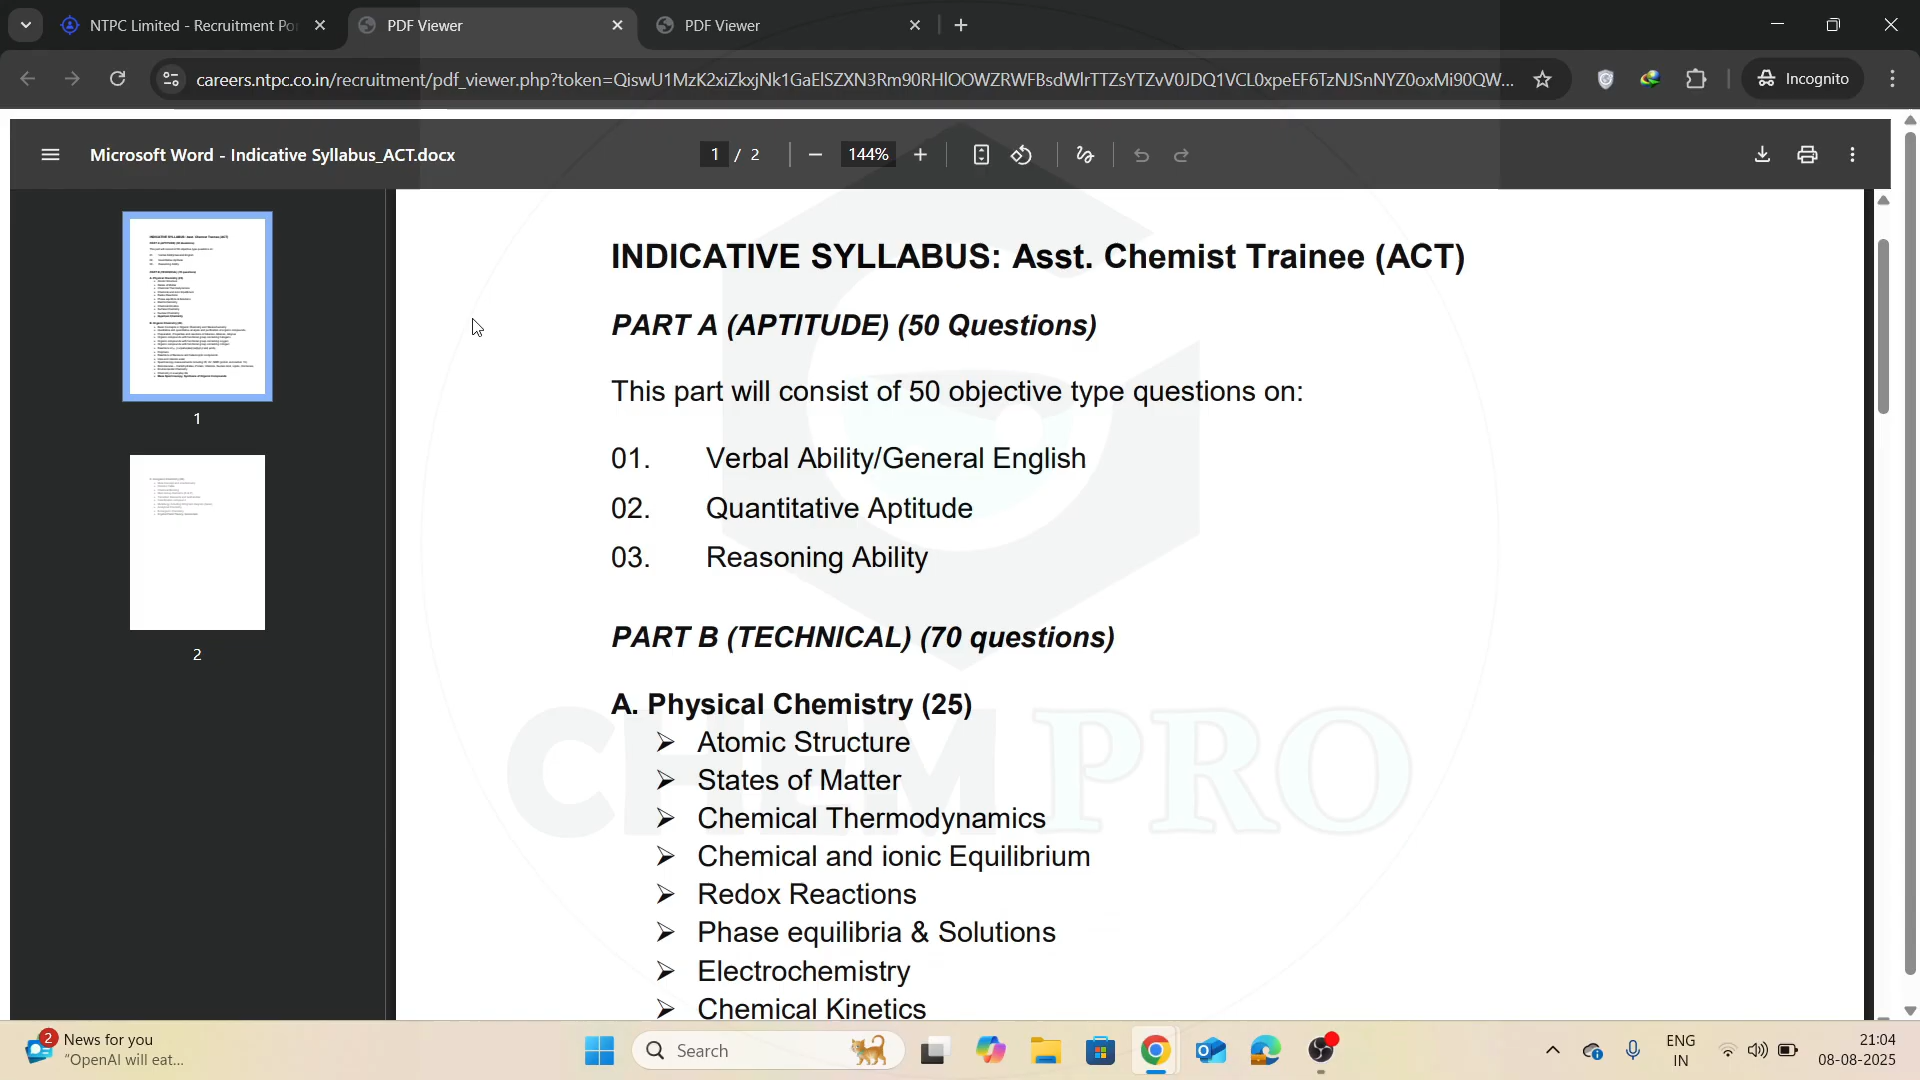 NTPC Limited - Recruitment Po
PDF Viewer
PDF Viewer
careers.ntpc.co.in/recruitment/pdf_viewer.php?token=QiswU1MzK2xiZkxjNk1GaElSZXN3Rm90RHlOOWZRWFBsdWlrTTZsYTZvV0JDQ1VCL0xpeEF6TzNJSnNYZ0oxMi90QW...
Incognito
Microsoft Word - Indicative Syllabus_ACT.docx
1 / 2
144%
INDICATIVE SYLLABUS: Asst. Chemist Trainee (ACT)
PART A (APTITUDE) (50 Questions)
This part will consist of 50 objective type questions on:
01. Verbal Ability/General English
02. Quantitative Aptitude
03. Reasoning Ability
PART B (TECHNICAL) (70 questions)
A. Physical Chemistry (25)
➢ Atomic Structure
➢ States of Matter
➢ Chemical Thermodynamics
➢ Chemical and ionic Equilibrium
➢ Redox Reactions
➢ Phase equilibria & Solutions
➢ Electrochemistry
➢ Chemical Kinetics
1
2
CHEM PRO
2
News for you
"OpenAI will eat...
Search
ENG
IN
21:04
08-08-2025